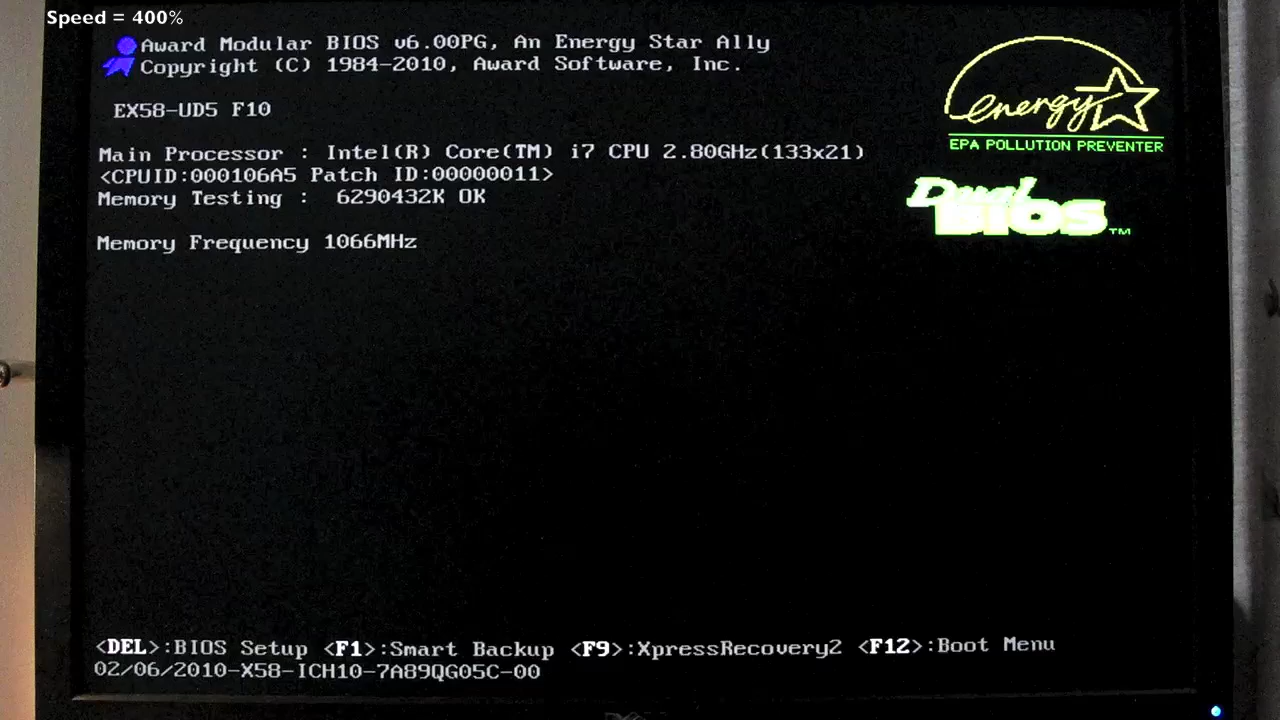 Speed = 400%
Award Modular BIOS v6.00PG, An Energy Star Ally
Copyright (C) 1984-2010, Award Software, Inc.
energy
EPA POLLUTION PREVENTER
EX58-UD5 F10
Main Processor : Intel(R) Core(TM) i7 CPU 2.80GHz(133x21)
<CPUID:000106A5 Patch ID:00000011>
Memory Testing :  6290432K OK
Dual
BIOS™
Memory Frequency 1066MHz
<DEL>:BIOS Setup <F1>:Smart Backup <F9>:XpressRecovery2 <F12>:Boot Menu
02/06/2010-X58-ICH10-7A89QG05C-00